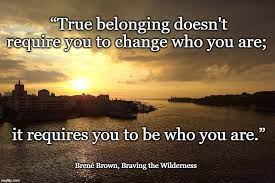 “True belonging doesn't
require you to change who you are;
it requires you to be who you are.”
Brené Brown, Braving the Wilderness
imgflip.com